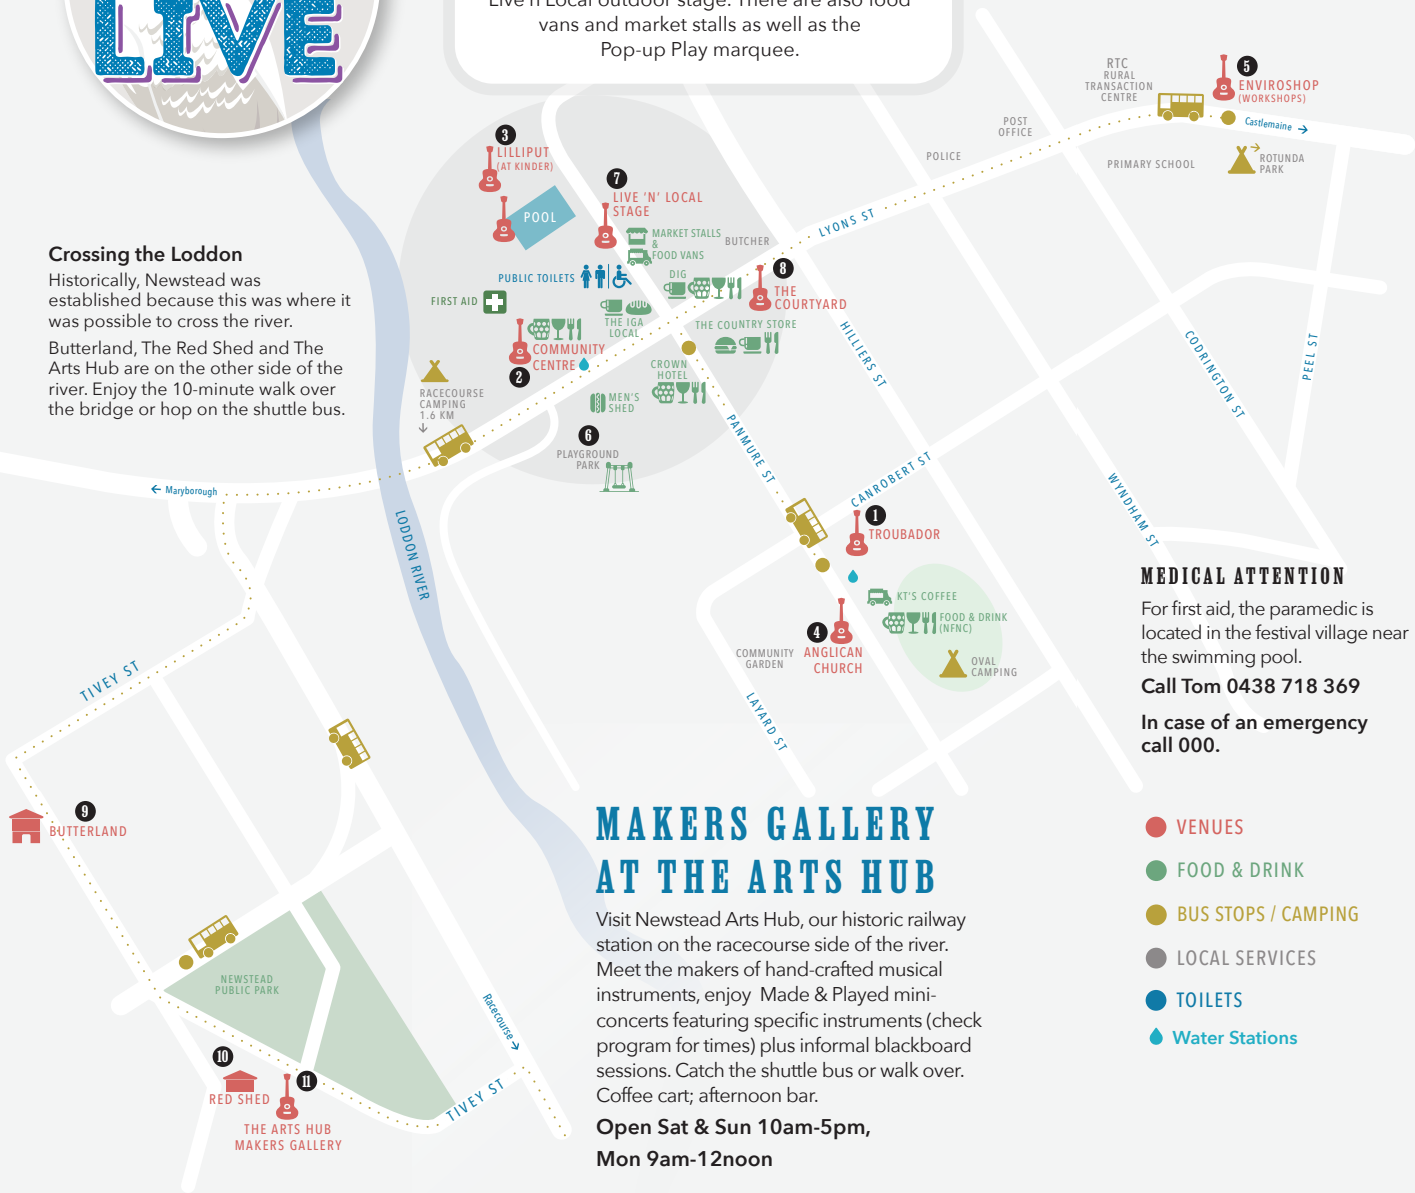 LIVE
Live n Local outdoor stage. There are also food
vans and market stalls as well as the
Pop-up Play marquee.
RTC
RURAL
TRANSACTION
CENTRE
5
ENVIROSHOP
(WORKSHOPS)
Castlemaine →
POST
OFFICE
POLICE
PRIMARY SCHOOL
ROTUNDA
PARK
3
LILLIPUT
(AT KINDER)
POOL
7
LIVE 'N' LOCAL
STAGE
MARKET STALLS
&
FOOD VANS
BUTCHER
LYONS ST
PUBLIC TOILETS
DIG
8
THE
COURTYARD
FIRST AID
THE IGA
LOCAL
THE COUNTRY STORE
COMMUNITY
CENTRE
2
CROWN
HOTEL
MEN'S
SHED
RACECOURSE
CAMPING
1.6 KM
↓
6
PLAYGROUND
PARK
HILLIERS ST
CODRINGTON ST
PEEL ST
PANMURE ST
CANROBERT ST
WYNDHAM ST
Crossing the Loddon
Historically, Newstead was
established because this was where it
was possible to cross the river.
Butterland, The Red Shed and The
Arts Hub are on the other side of the
river. Enjoy the 10-minute walk over
the bridge or hop on the shuttle bus.
← Maryborough
LODDON RIVER
1
TROUBADOR
KT'S COFFEE
FOOD & DRINK
(NFNC)
4
ANGLICAN
CHURCH
COMMUNITY
GARDEN
OVAL
CAMPING
LAYARD ST
MEDICAL ATTENTION
For first aid, the paramedic is
located in the festival village near
the swimming pool.
Call Tom 0438 718 369
In case of an emergency
call 000.
TIVEY ST
9
BUTTERLAND
NEWSTEAD
PUBLIC PARK
Racecourse →
10
RED SHED
11
THE ARTS HUB
MAKERS GALLERY
TIVEY ST
MAKERS GALLERY
AT THE ARTS HUB
Visit Newstead Arts Hub, our historic railway
station on the racecourse side of the river.
Meet the makers of hand-crafted musical
instruments, enjoy Made & Played mini-
concerts featuring specific instruments (check
program for times) plus informal blackboard
sessions. Catch the shuttle bus or walk over.
Coffee cart; afternoon bar.
Open Sat & Sun 10am-5pm,
Mon 9am-12noon
VENUES
FOOD & DRINK
BUS STOPS / CAMPING
LOCAL SERVICES
TOILETS
Water Stations